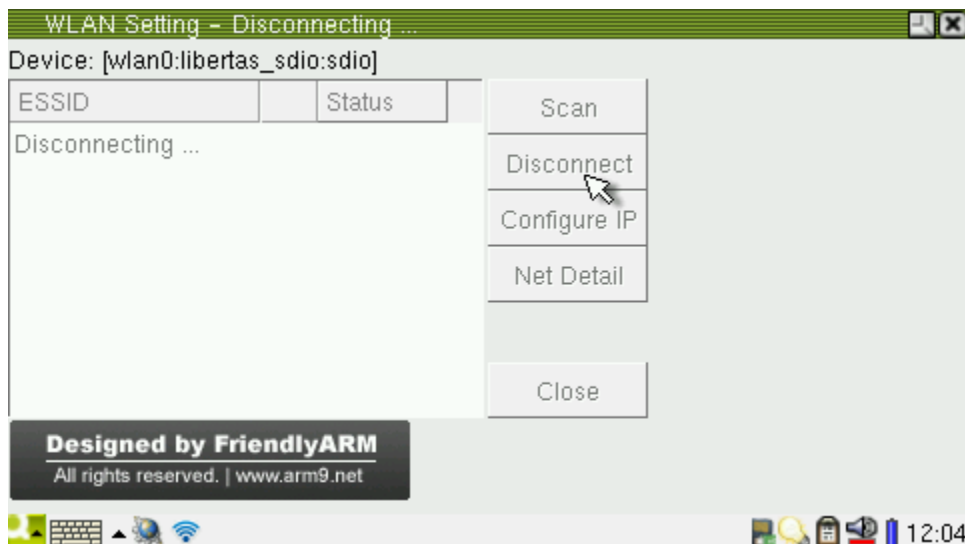 WLAN Setting - Disconnecting ...
Device: [wlan0:libertas_sdio:sdio]
ESSID Status
Disconnecting ...
Scan
Disconnect
Configure IP
Net Detail
Close
Designed by FriendlyARM
All rights reserved. | www.arm9.net
12:04